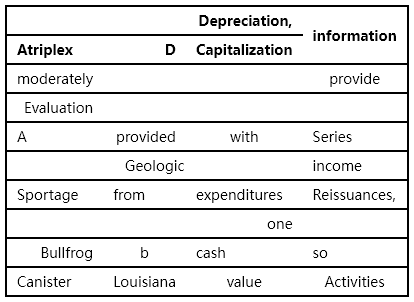 Depreciation, information
Atriplex D Capitalization
moderately provide
Evaluation
A provided with Series
Geologic income
Sportage from expenditures Reissuances,
one
Bullfrog b cash so
Canister Louisiana value Activities